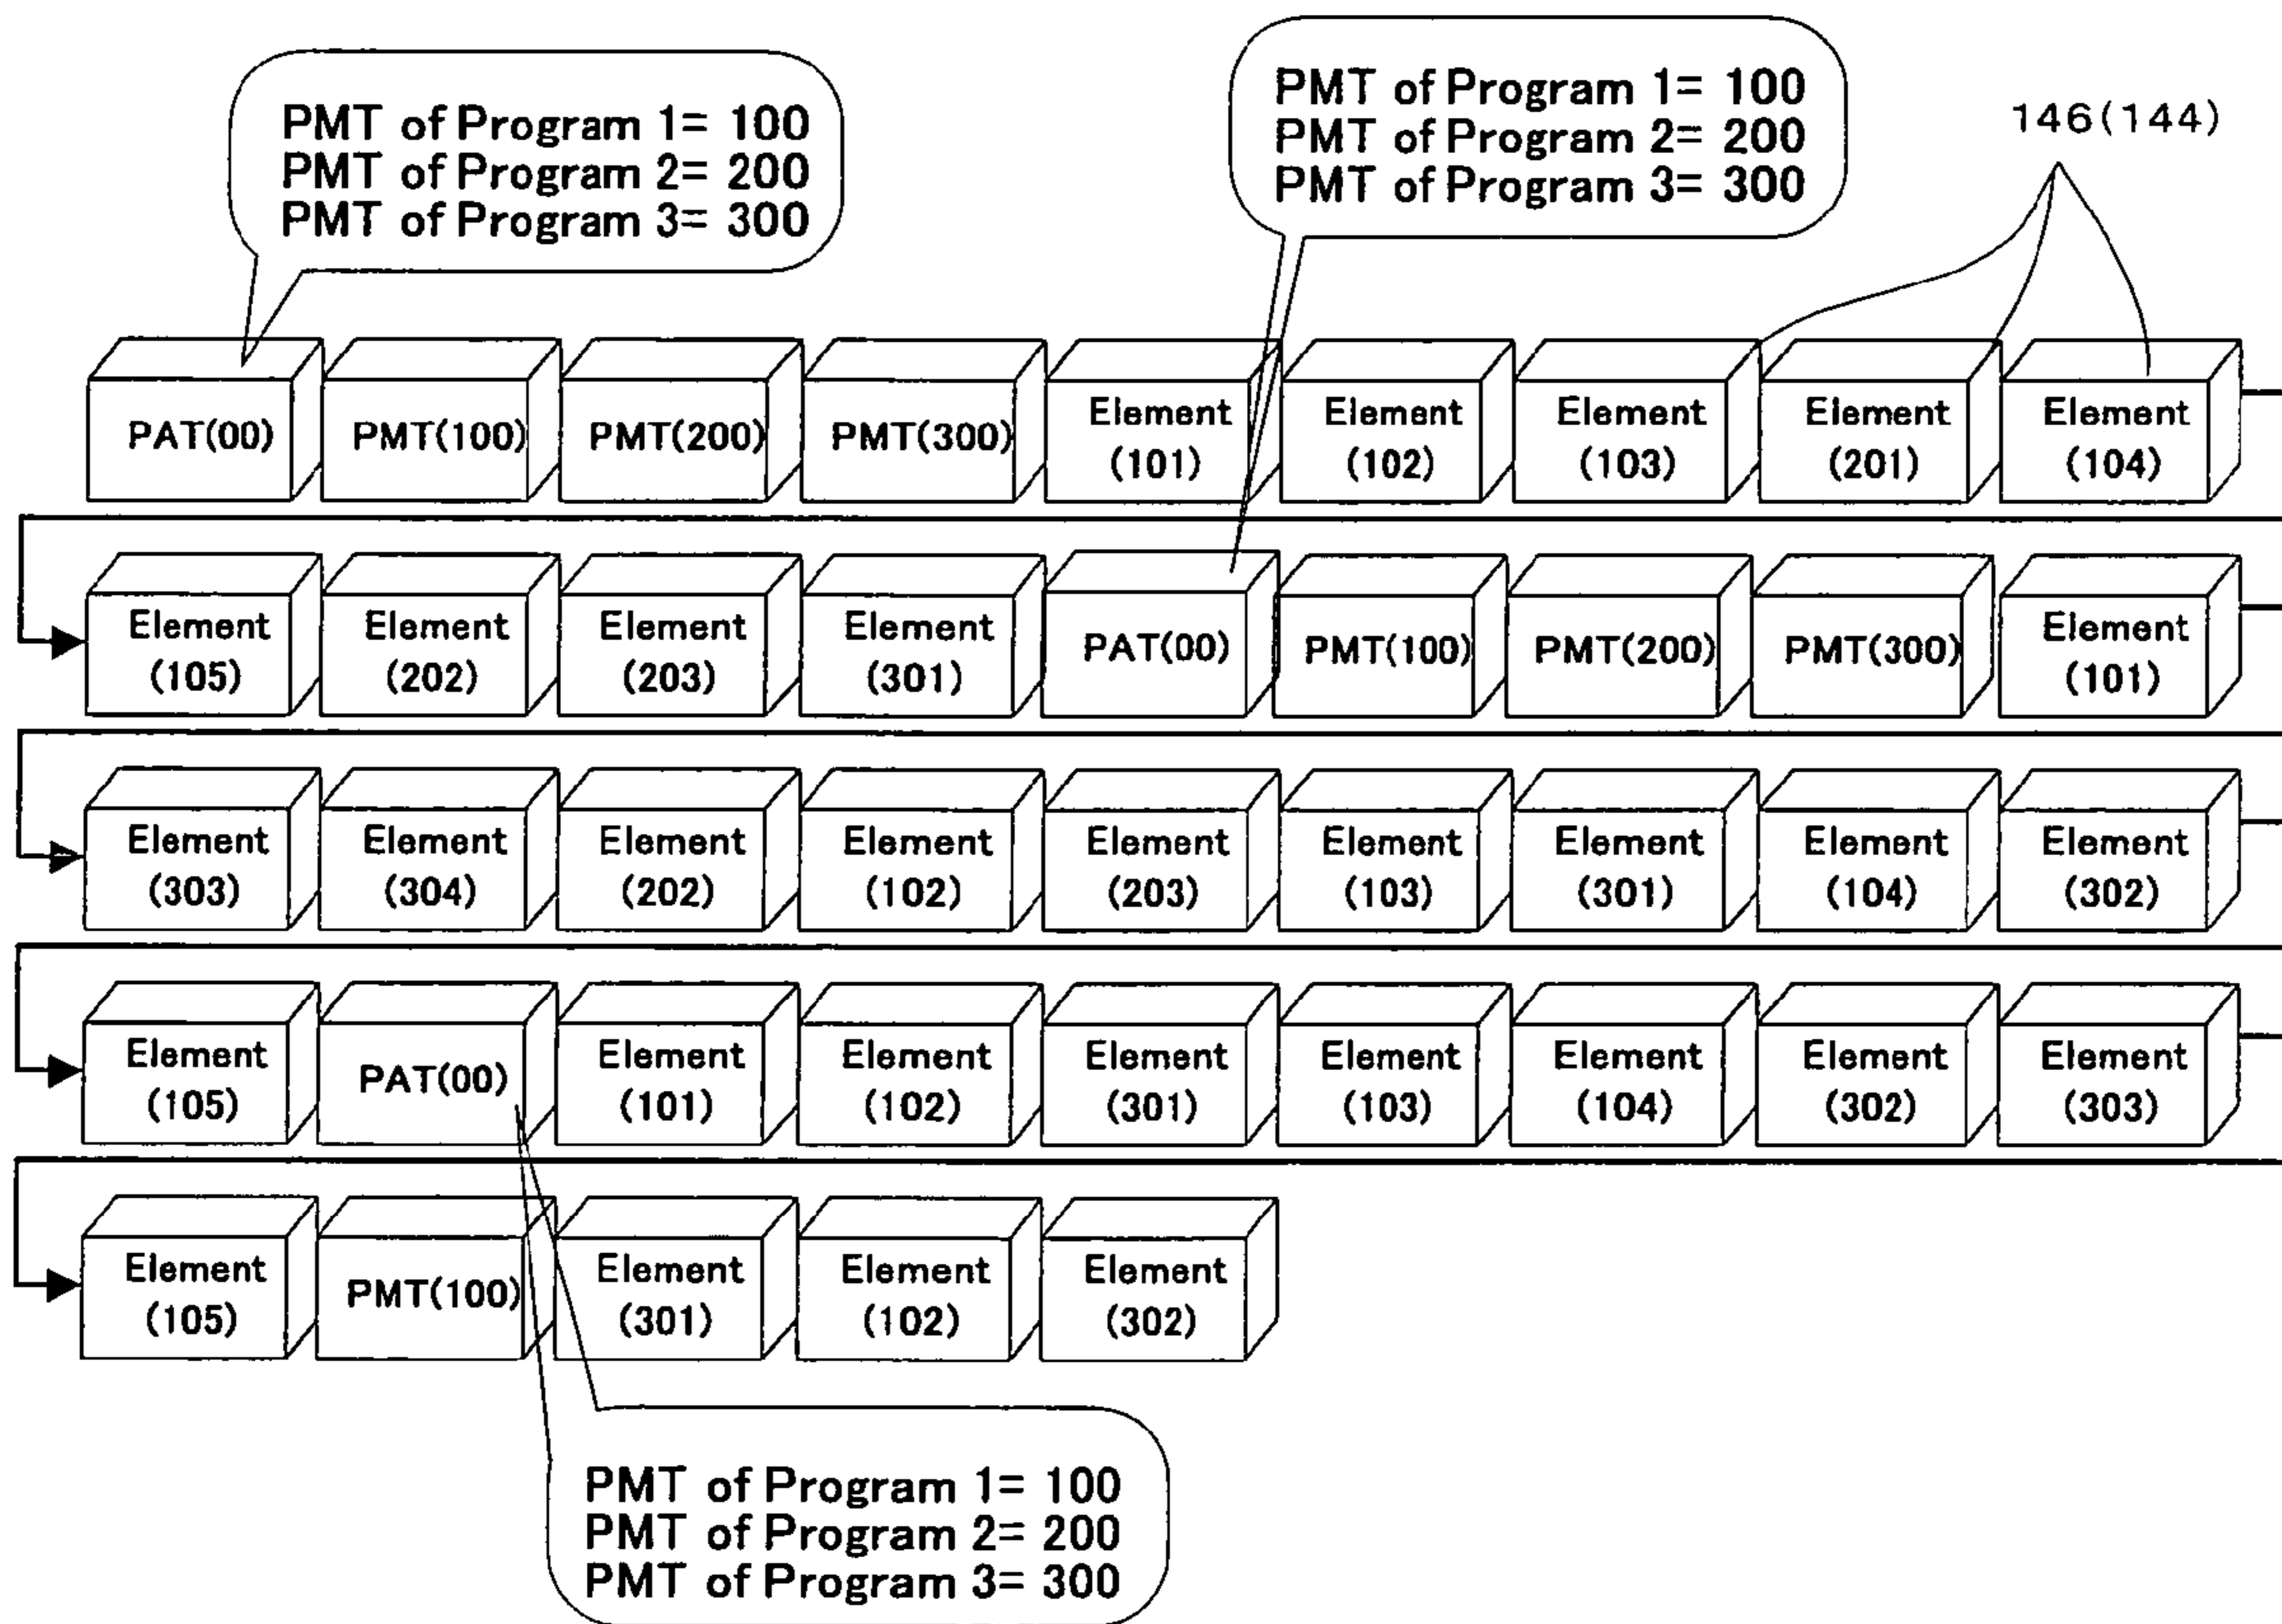 PMT of Program 1= 100
PMT of Program 2= 200
PMT of Program 3= 300
PMT of Program 1= 100
PMT of Program 2= 200
PMT of Program 3= 300
146(144)
PAT(00)
PMT(100)
PMT(200)
PMT(300)
Element
(101)
Element
(102)
Element
(103)
Element
(201)
Element
(104)
Element
(105)
Element
(202)
Element
(203)
Element
(301)
PAT(00)
PMT(100)
PMT(200)
PMT(300)
Element
(101)
Element
(303)
Element
(304)
Element
(202)
Element
(102)
Element
(203)
Element
(103)
Element
(301)
Element
(104)
Element
(302)
Element
(105)
PAT(00)
Element
(101)
Element
(102)
Element
(301)
Element
(103)
Element
(104)
Element
(302)
Element
(303)
Element
(105)
PMT(100)
Element
(301)
Element
(102)
Element
(302)
PMT of Program 1= 100
PMT of Program 2= 200
PMT of Program 3= 300